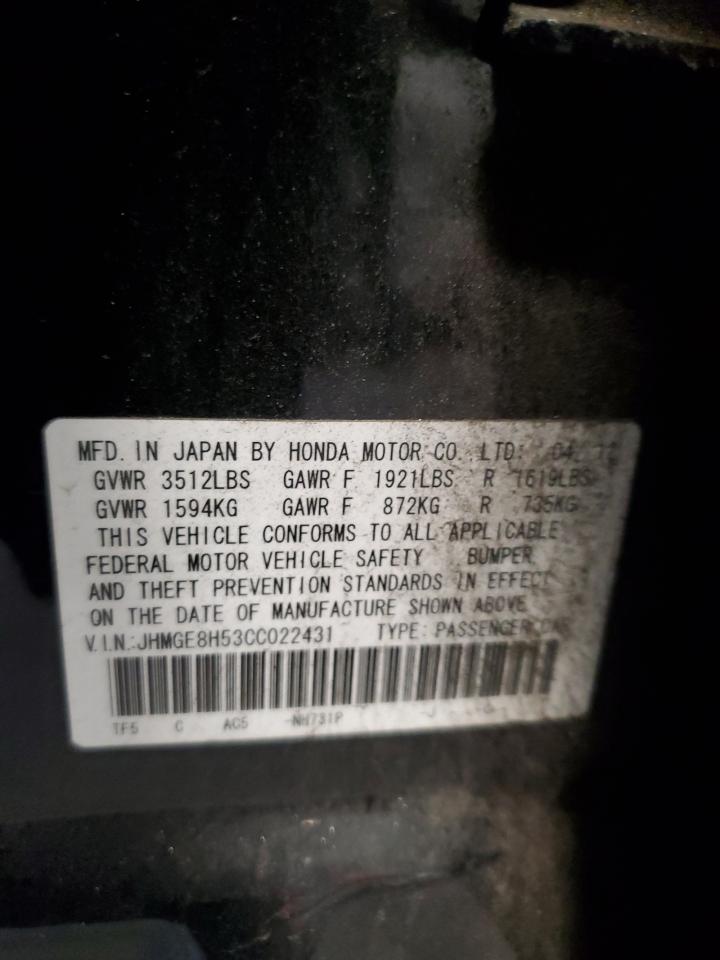 MFD. IN JAPAN BY HONDA MOTOR CO. LTD. 04
GVWR 3512LBS GAWR F 1921LBS R 1619LBS
GVWR 1594KG GAWR F 872KG R 735KG
THIS VEHICLE CONFORMS TO ALL APPLICABLE
FEDERAL MOTOR VEHICLE SAFETY BUMPER
AND THEFT PREVENTION STANDARDS IN EFFECT
ON THE DATE OF MANUFACTURE SHOWN ABOVE
V.I.N.:JHMGE8H53CC022431 TYPE: PASSENGER CAR
TF5 C AC5 -NH731P